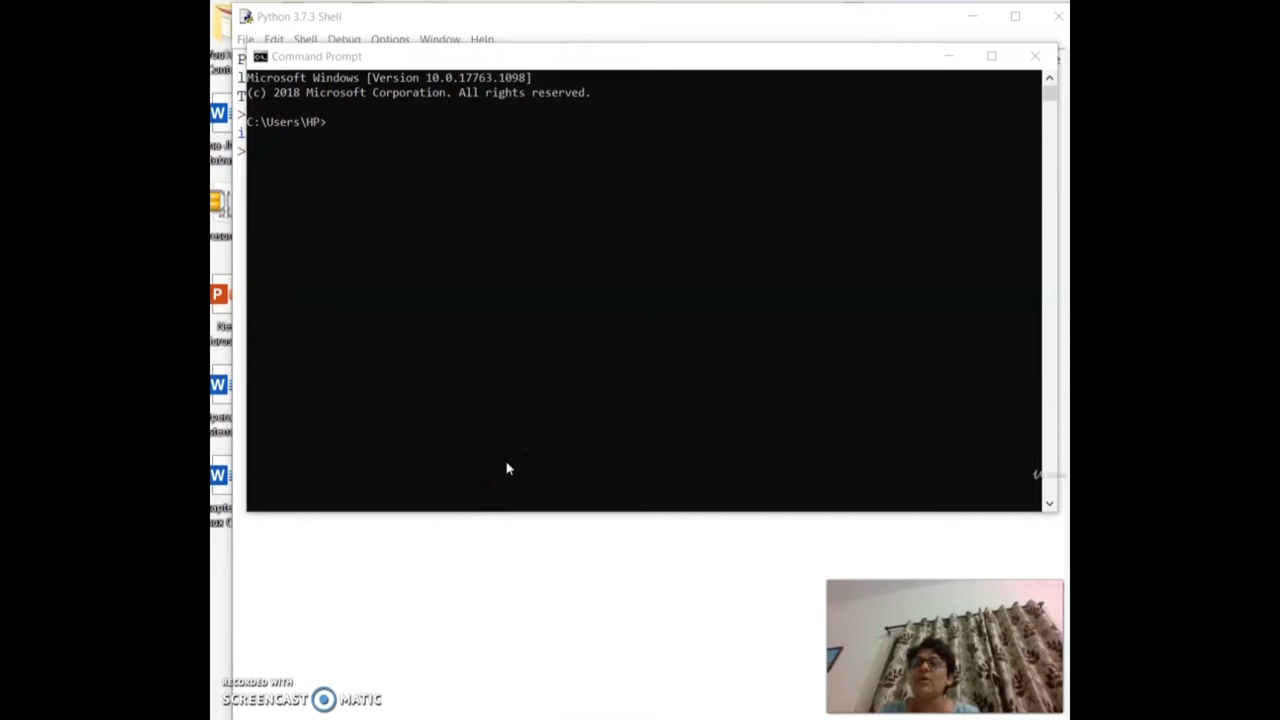 Python 3.7.3 Shell
File Edit Shell Debug Options Window Help
Command Prompt
Microsoft Windows [Version 10.0.17763.1098]
(c) 2018 Microsoft Corporation. All rights reserved.
C:\Users\HP>
RECORDED WITH
SCREENCAST MATIC